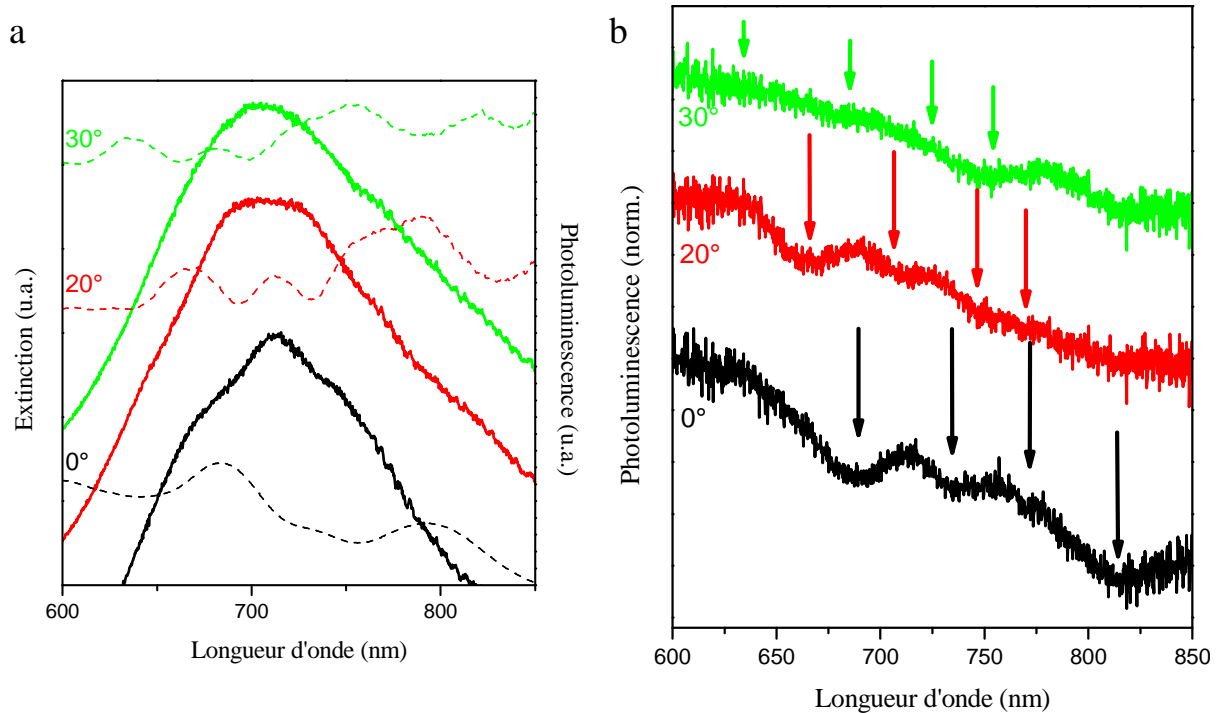 a
30°
20°
0°
Extinction (u.a.)
Photoluminescence (u.a.)
600
700
800
Longueur d'onde (nm)
b
30°
20°
0°
Photoluminescence (norm.)
600
650
700
750
800
850
Longueur d'onde (nm)